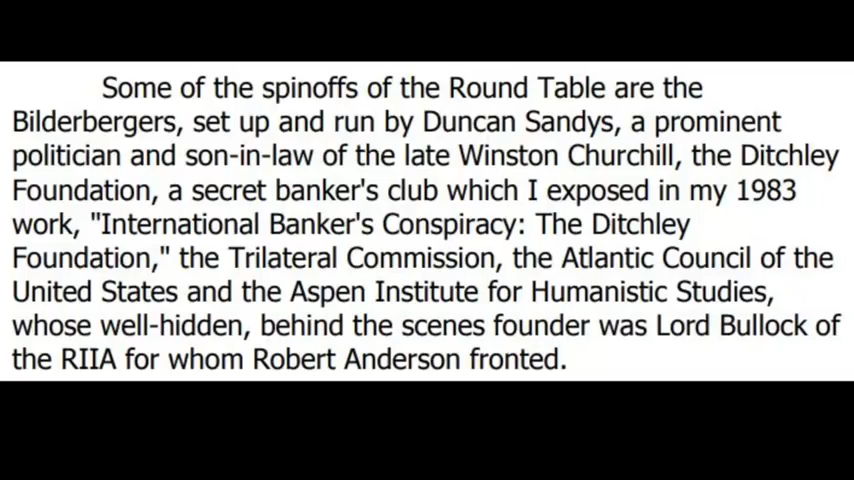 Some of the spinoffs of the Round Table are the
Bilderbergers, set up and run by Duncan Sandys, a prominent
politician and son-in-law of the late Winston Churchill, the Ditchley
Foundation, a secret banker's club which I exposed in my 1983
work, "International Banker's Conspiracy: The Ditchley
Foundation," the Trilateral Commission, the Atlantic Council of the
United States and the Aspen Institute for Humanistic Studies,
whose well-hidden, behind the scenes founder was Lord Bullock of
the RIIA for whom Robert Anderson fronted.